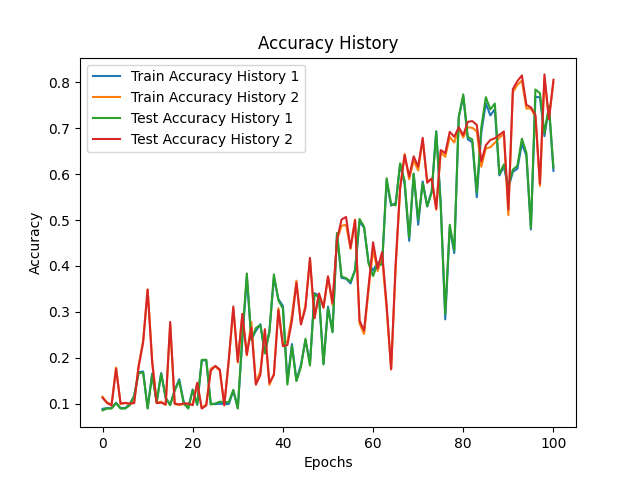 Accuracy History
Train Accuracy History 1
Train Accuracy History 2
Test Accuracy History 1
Test Accuracy History 2
Accuracy
0.8
0.7
0.6
0.5
0.4
0.3
0.2
0.1
0 20 40 60 80 100
Epochs